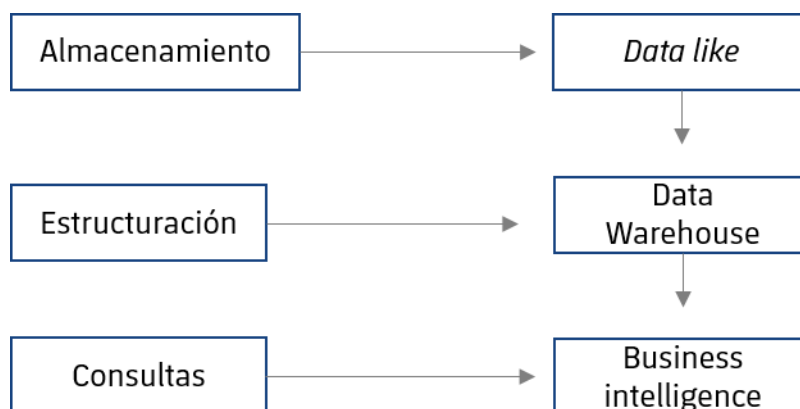 Almacenamiento
Data like
Estructuración
Data
Warehouse
Consultas
Business
intelligence